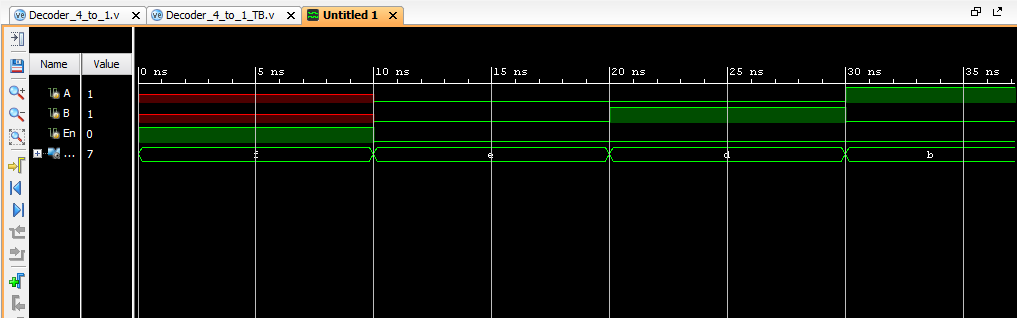 Decoder_4_to_1.v Decoder_4_to_1_TB.v Untitled 1
Name Value
0 ns 5 ns 10 ns 15 ns 20 ns 25 ns 30 ns 35 ns
A 1
B 1
En 0
... 7 f e d b